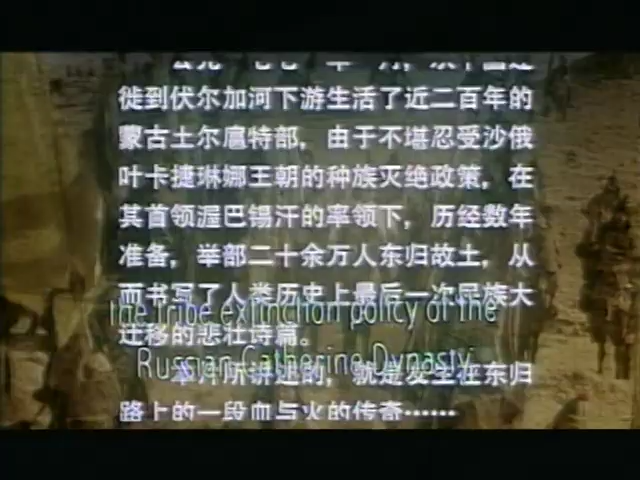 徙到伏尔加河下游生活了近二百年的
蒙古土尔扈特部，由于不堪忍受沙俄
叶卡捷琳娜王朝的种族灭绝政策，在
其首领渥巴锡汗的率领下，历经数年
准备，举部二十余万人东归故土，从
而书写了人类历史上最后一次民族大
the tribe extinction policy of the
迁移的悲壮诗篇。
Russian Catherine Dynasty
本片所讲述的，就是发生在东归
路上的一段血与火的传奇……